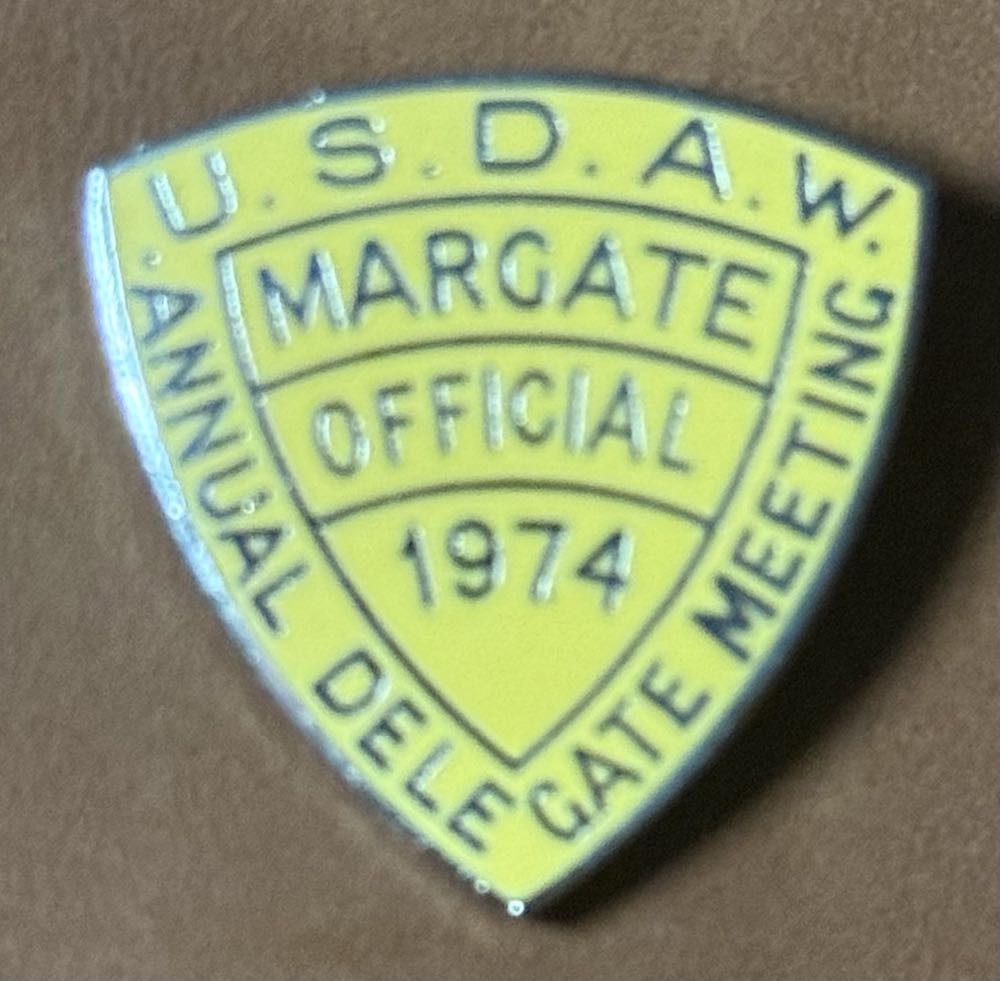 U.S.D.A.W.
MARGATE
OFFICIAL
1974
.ANNUAL DELEGATE MEETING.